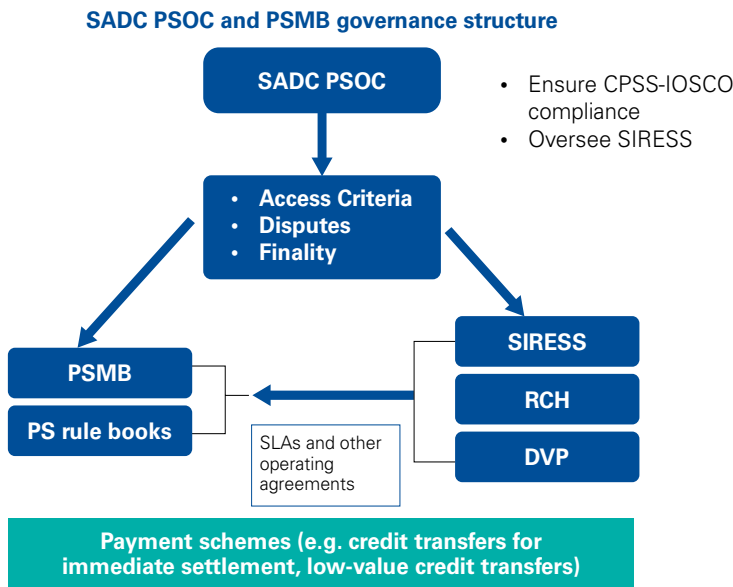 SADC PSOC and PSMB governance structure
SADC PSOC
• Ensure CPSS-IOSCO
compliance
• Oversee SIRESS
• Access Criteria
• Disputes
• Finality
PSMB
PS rule books
SIRESS
RCH
DVP
SLAs and other
operating
agreements
Payment schemes (e.g. credit transfers for
immediate settlement, low-value credit transfers)